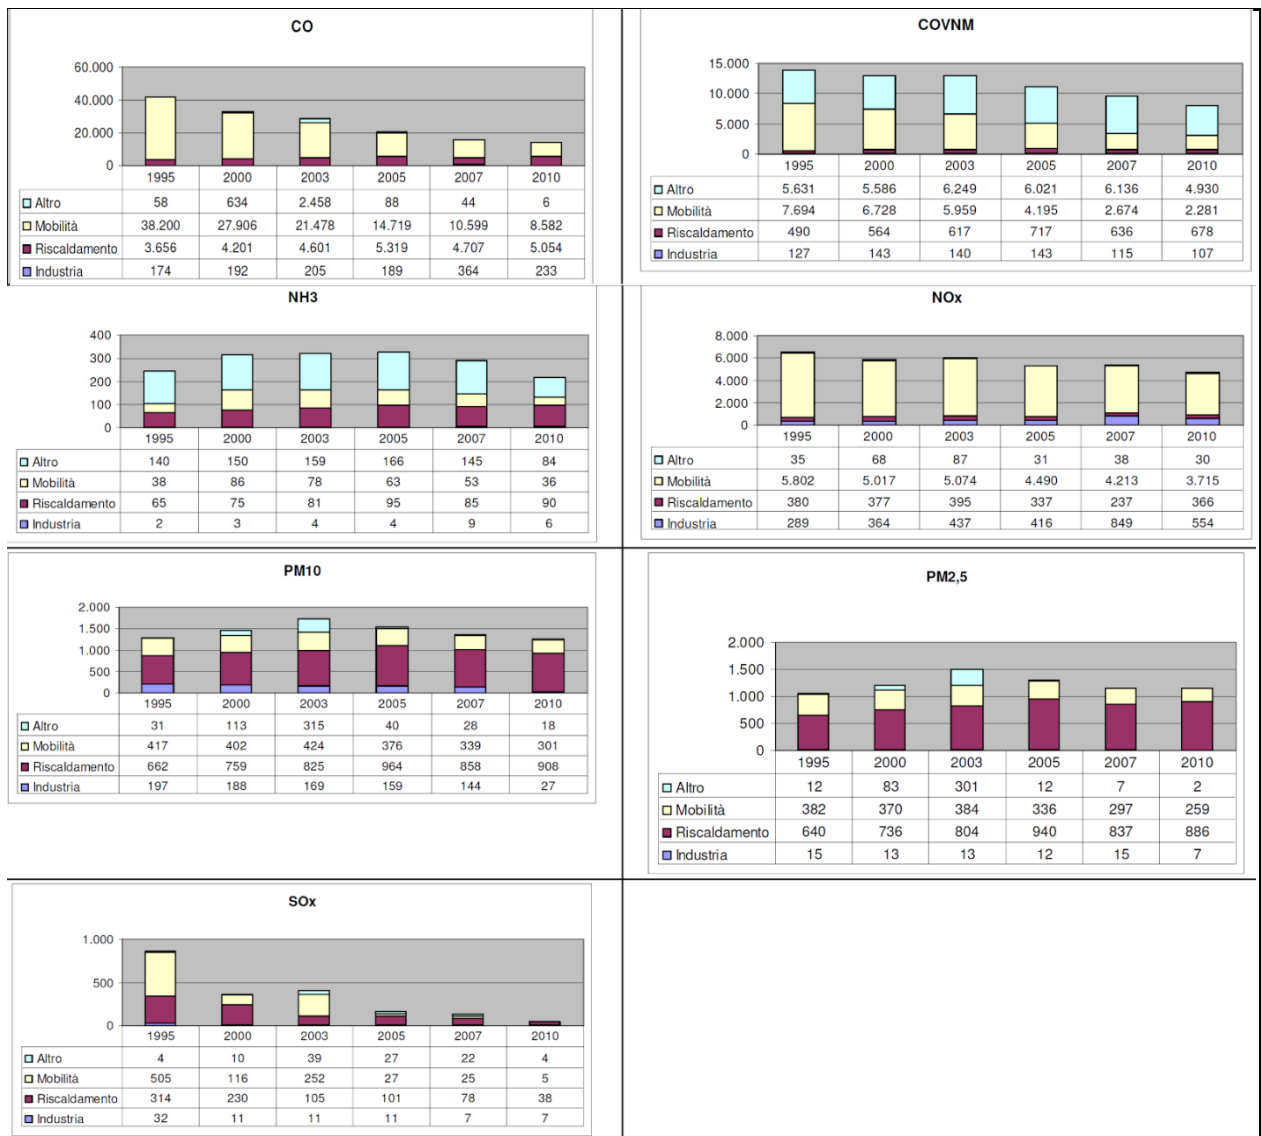 CO
60.000
40.000
20.000
0
1995 2000 2003 2005 2007 2010
Altro 58 634 2.458 88 44 6
Mobilità 38.200 27.906 21.478 14.719 10.599 8.582
Riscaldamento 3.656 4.201 4.601 5.319 4.707 5.054
Industria 174 192 205 189 364 233
COVNM
15.000
10.000
5.000
0
1995 2000 2003 2005 2007 2010
Altro 5.631 5.586 6.249 6.021 6.136 4.930
Mobilità 7.694 6.728 5.959 4.195 2.674 2.281
Riscaldamento 490 564 617 717 636 678
Industria 127 143 140 143 115 107
NH3
400
300
200
100
0
1995 2000 2003 2005 2007 2010
Altro 140 150 159 166 145 84
Mobilità 38 86 78 63 53 36
Riscaldamento 65 75 81 95 85 90
Industria 2 3 4 4 9 6
NOx
8.000
6.000
4.000
2.000
0
1995 2000 2003 2005 2007 2010
Altro 35 68 87 31 38 30
Mobilità 5.802 5.017 5.074 4.490 4.213 3.715
Riscaldamento 380 377 395 337 237 366
Industria 289 364 437 416 849 554
PM10
2.000
1.500
1.000
500
0
1995 2000 2003 2005 2007 2010
Altro 31 113 315 40 28 18
Mobilità 417 402 424 376 339 301
Riscaldamento 662 759 825 964 858 908
Industria 197 188 169 159 144 27
PM2,5
2.000
1.500
1.000
500
0
1995 2000 2003 2005 2007 2010
Altro 12 83 301 12 7 2
Mobilità 382 370 384 336 297 259
Riscaldamento 640 736 804 940 837 886
Industria 15 13 13 12 15 7
SOx
1.000
500
0
1995 2000 2003 2005 2007 2010
Altro 4 10 39 27 22 4
Mobilità 505 116 252 27 25 5
Riscaldamento 314 230 105 101 78 38
Industria 32 11 11 11 7 7